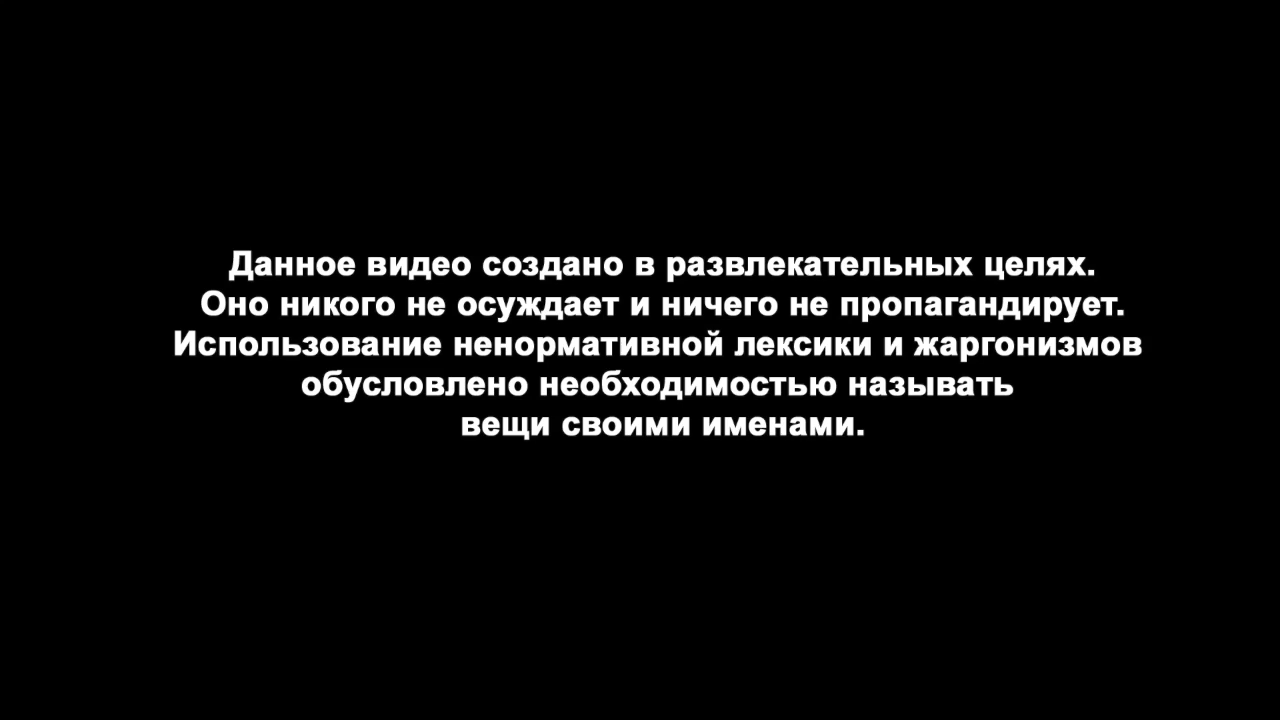 Данное видео создано в развлекательных целях.
Оно никого не осуждает и ничего не пропагандирует.
Использование ненормативной лексики и жаргонизмов
обусловлено необходимостью называть
вещи своими именами.